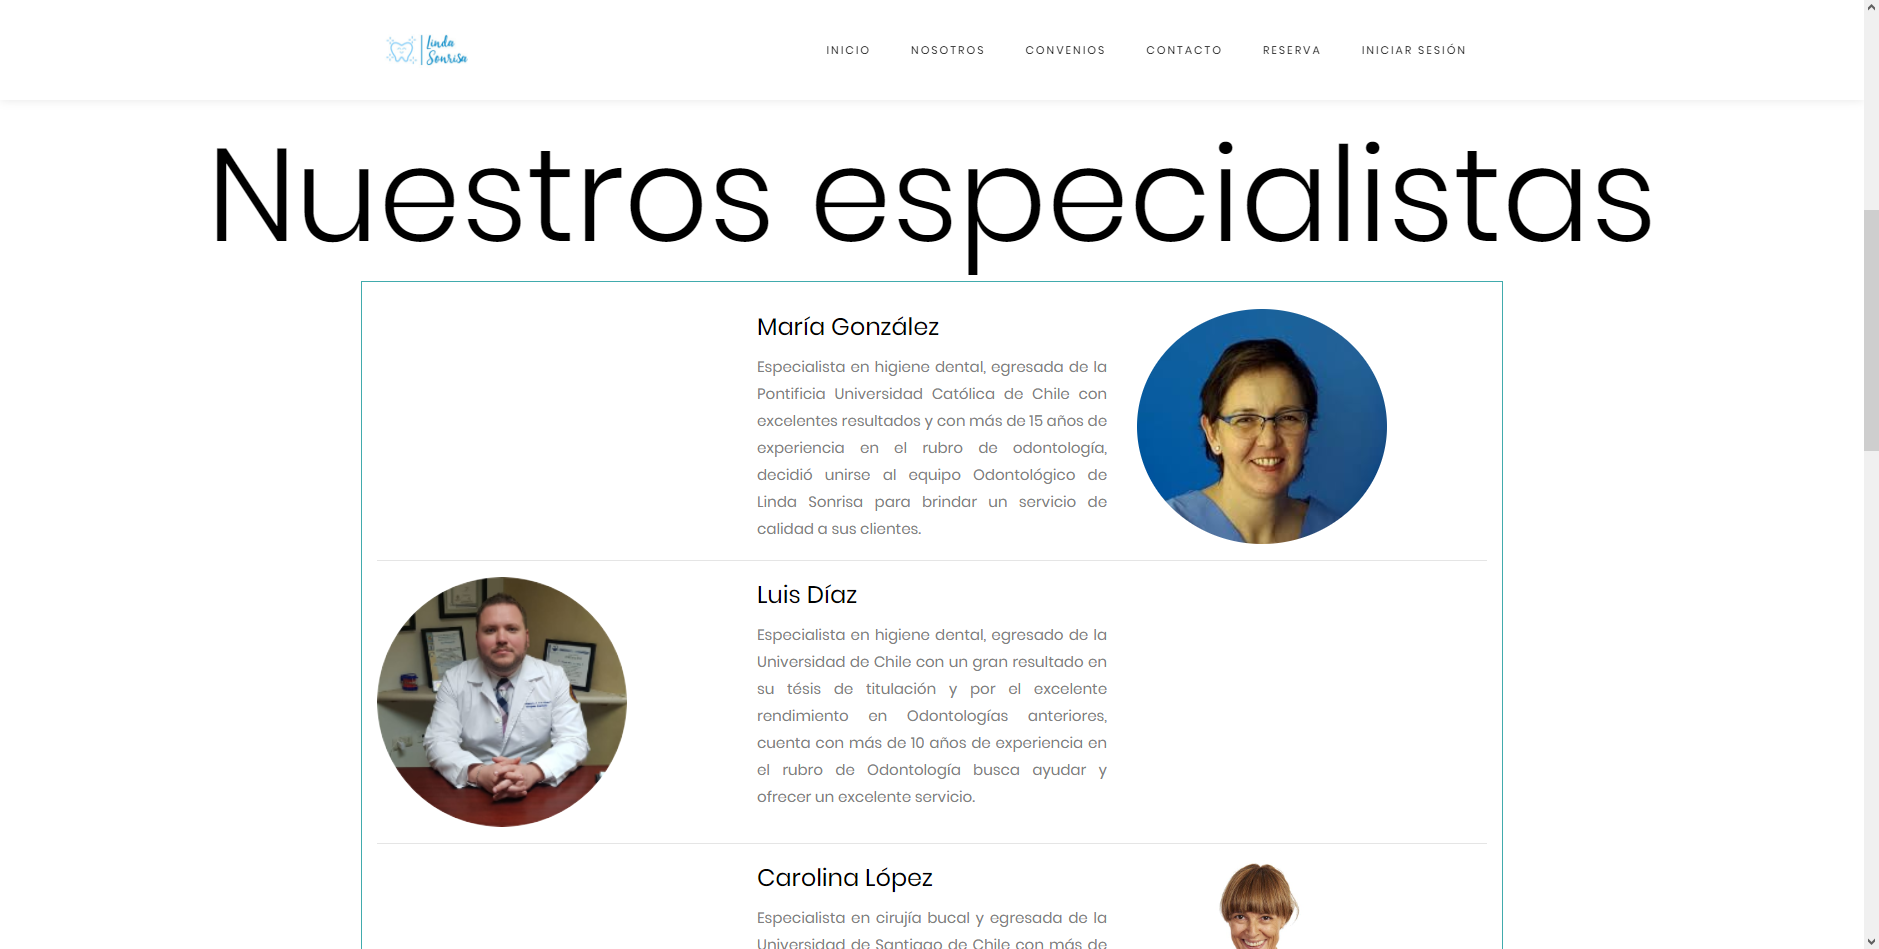 Linda
Sonrisa
INICIO NOSOTROS CONVENIOS CONTACTO RESERVA INICIAR SESIÓN
Nuestros especialistas
María González
Especialista en higiene dental, egresada de la
Pontificia Universidad Católica de Chile con
excelentes resultados y con más de 15 años de
experiencia en el rubro de odontología,
decidió unirse al equipo Odontológico de
Linda Sonrisa para brindar un servicio de
calidad a sus clientes.
Luis Díaz
Especialista en higiene dental, egresado de la
Universidad de Chile con un gran resultado en
su tésis de titulación y por el excelente
rendimiento en Odontologías anteriores,
cuenta con más de 10 años de experiencia en
el rubro de Odontología busca ayudar y
ofrecer un excelente servicio.
Carolina López
Especialista en cirujía bucal y egresada de la
Universidad de Santiago de Chile con más de